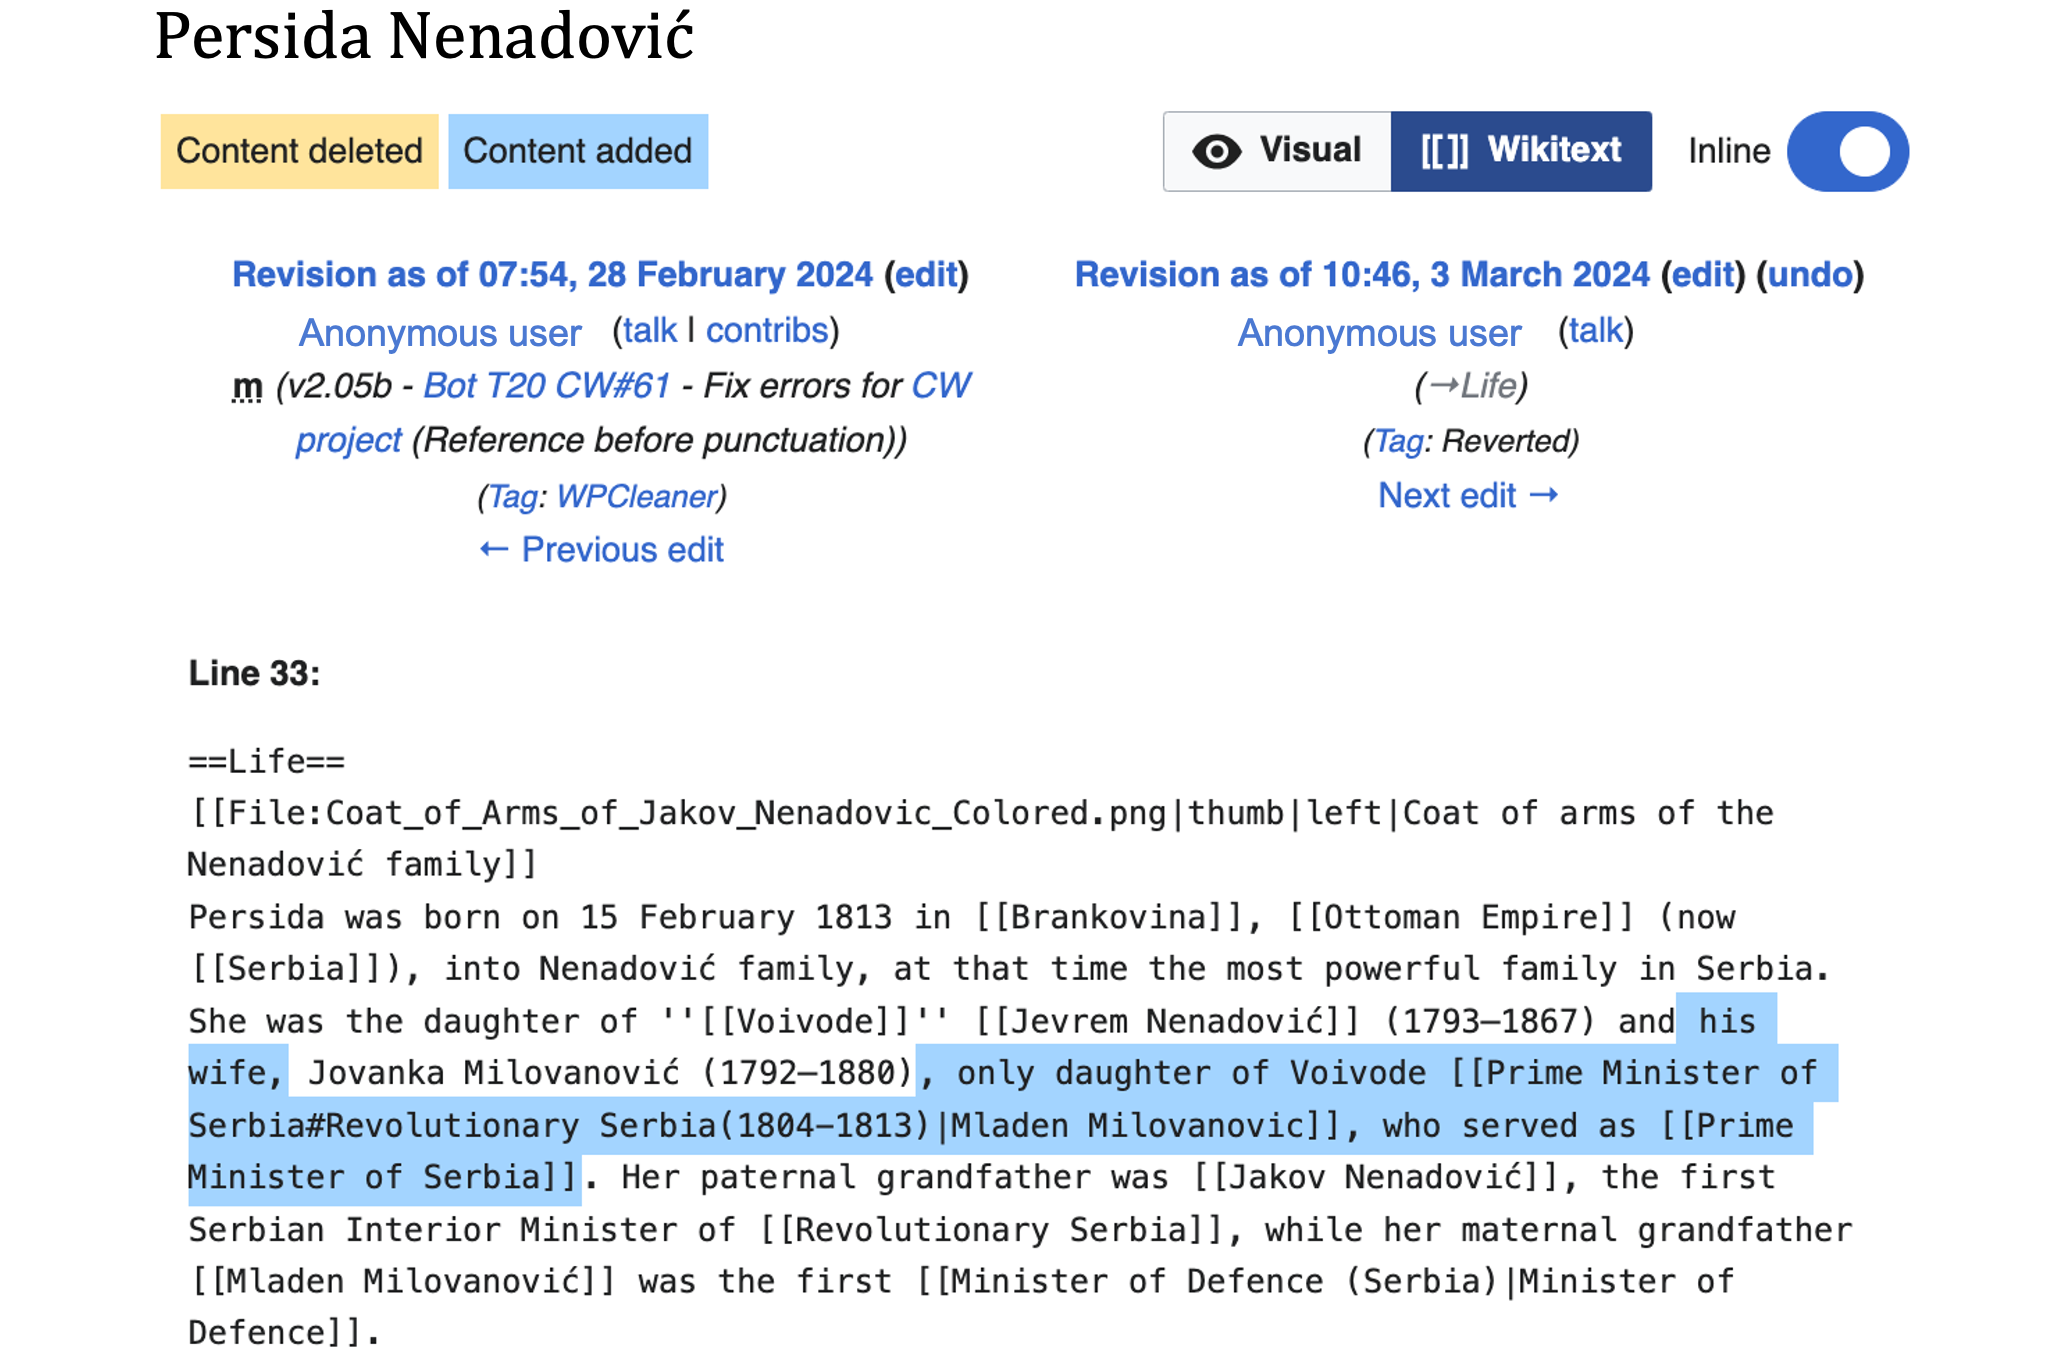 Persida Nenadović
Content deleted Content added
Visual [[ ]] Wikitext Inline
Revision as of 07:54, 28 February 2024 (edit)
Anonymous user (talk | contribs)
m (v2.05b - Bot T20 CW#61 - Fix errors for CW
project (Reference before punctuation))
(Tag: WPCleaner)
← Previous edit
Revision as of 10:46, 3 March 2024 (edit) (undo)
Anonymous user (talk)
(→Life)
(Tag: Reverted)
Next edit →
Line 33:
==Life==
[[File:Coat_of_Arms_of_Jakov_Nenadovic_Colored.png|thumb|left|Coat of arms of the
Nenadović family]]
Persida was born on 15 February 1813 in [[Brankovina]], [[Ottoman Empire]] (now
[[Serbia]]), into Nenadović family, at that time the most powerful family in Serbia.
She was the daughter of ''[[Voivode]]'' [[Jevrem Nenadović]] (1793–1867) and his
wife, Jovanka Milovanović (1792–1880), only daughter of Voivode [[Prime Minister of
Serbia#Revolutionary Serbia(1804–1813)|Mladen Milovanovic]], who served as [[Prime
Minister of Serbia]]. Her paternal grandfather was [[Jakov Nenadović]], the first
Serbian Interior Minister of [[Revolutionary Serbia]], while her maternal grandfather
[[Mladen Milovanović]] was the first [[Minister of Defence (Serbia)|Minister of
Defence]].